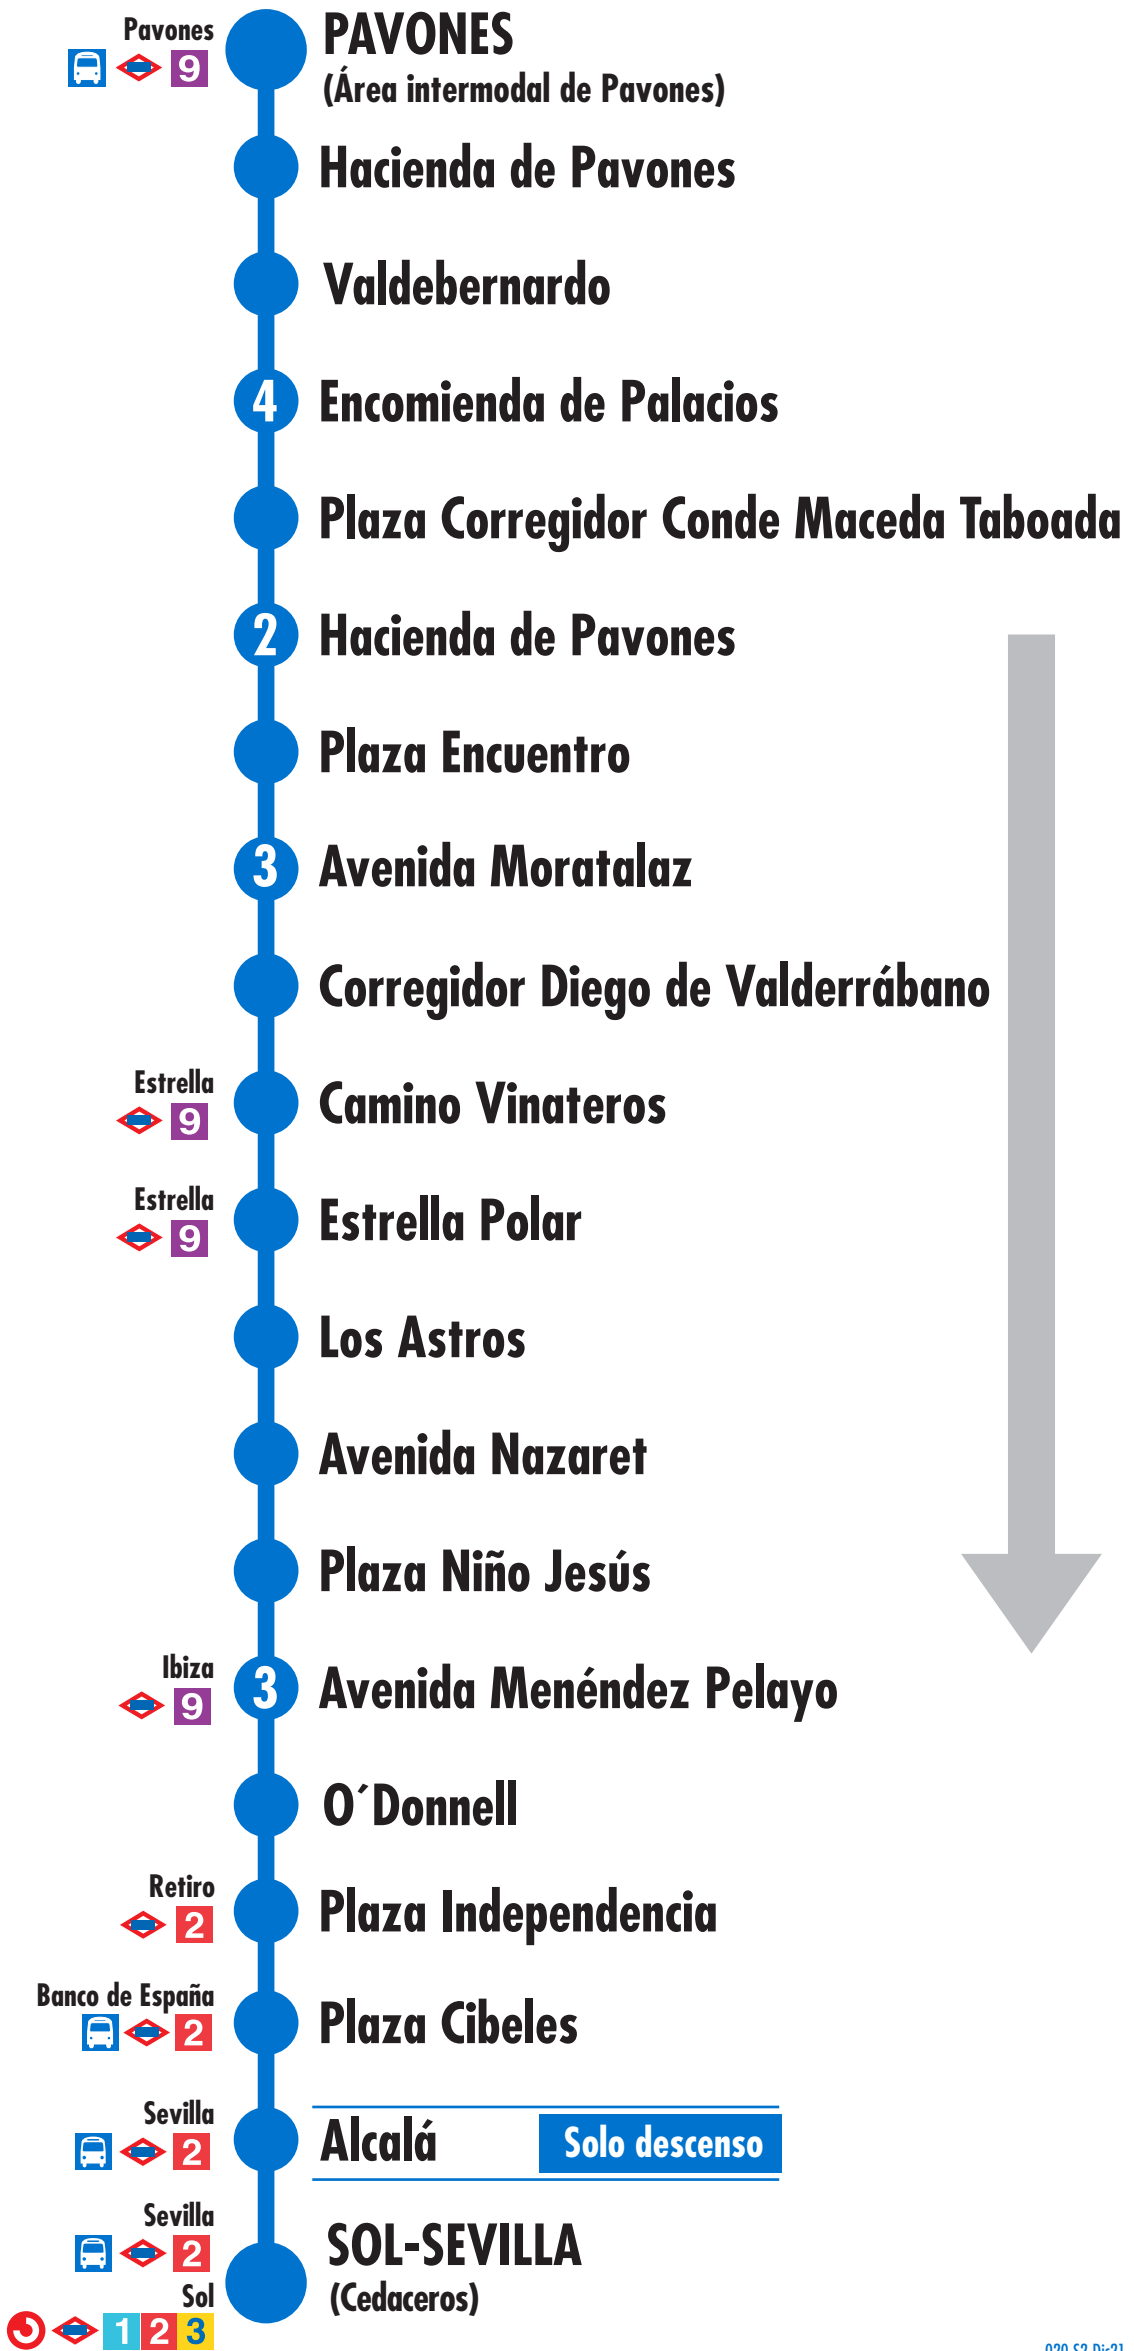 Pavones
9
PAVONES
(Área intermodal de Pavones)
Hacienda de Pavones
Valdebernardo
4 Encomienda de Palacios
Plaza Corregidor Conde Maceda Taboada
2 Hacienda de Pavones
Plaza Encuentro
3 Avenida Moratalaz
Corregidor Diego de Valderrábano
Estrella
9
Camino Vinateros
Estrella
9
Estrella Polar
Los Astros
Avenida Nazaret
Plaza Niño Jesús
Ibiza
9
3 Avenida Menéndez Pelayo
O´Donnell
Retiro
2
Plaza Independencia
Banco de España
2
Plaza Cibeles
Sevilla
2
Alcalá Solo descenso
Sevilla
2
SOL-SEVILLA
(Cedaceros)
Sol
1 2 3